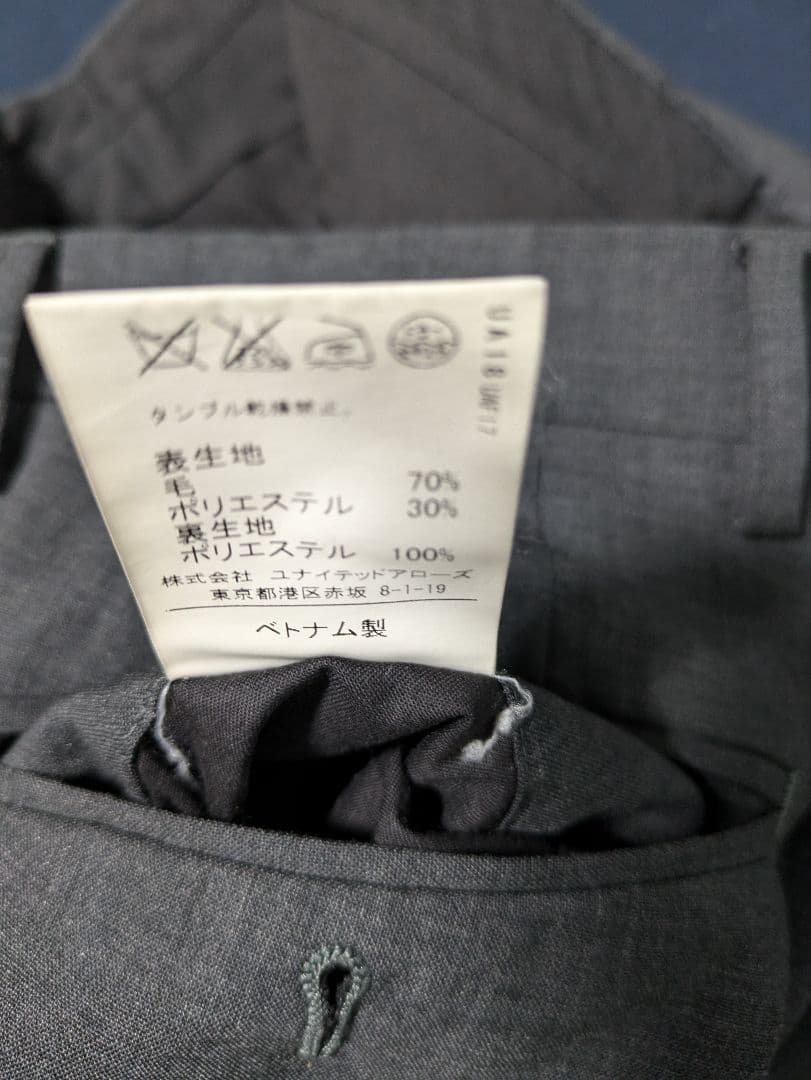 タンブル乾燥禁止。
表生地
毛 70%
ポリエステル 30%
裏生地
ポリエステル 100%
株式会社 ユナイテッドアローズ
東京都港区赤坂 8-1-19
ベトナム製
UA18